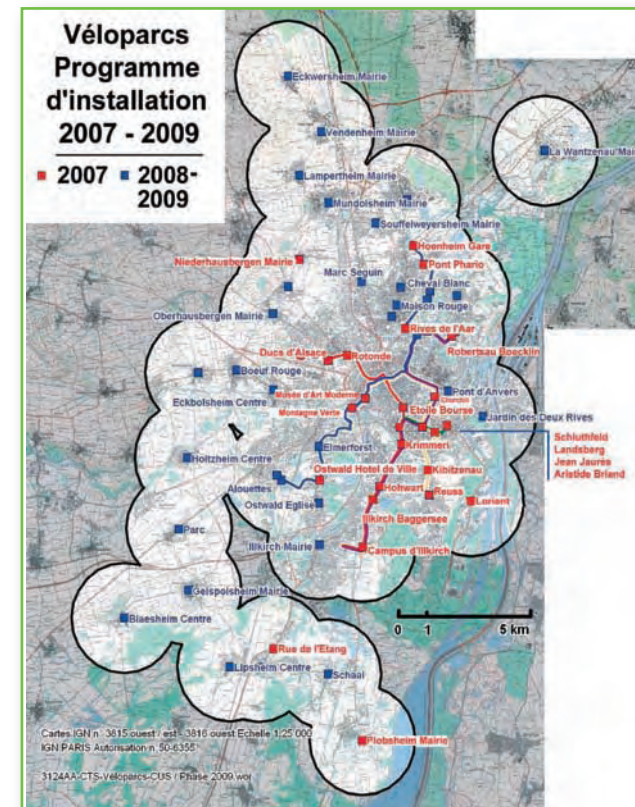 Véloparcs
Programme
d'installation
2007 - 2009
2007
2008-
2009
Eckwersheim Mairie
Vendenheim Mairie
La Wantzenau Mai
Lampertheim Mairie
Mundolsheim Mairie
Souffelweyersheim Mairie
Hoenheim Gare
Niederhausbergen Mairie
Pont Phario
Marc Seguin
Cheval Blanc
Maison Rouge
Oberhausbergen Mairie
Rives de l'Aar
Robertsau Boecklin
Ducs d'Alsace
Rotonde
Boeuf Rouge
Eckbolsheim Centre
Musée d'Art Moderne
Pont d'Anvers
Montagne Verte
Etoile Bourse
Jardin des Deux Rives
Elmerforst
Krimmeri
Schluthfeld
Landsberg
Jean Jaurès
Aristide Briand
Holtzheim Centre
Ostwald Hotel de Ville
Kibitzenau
Alouettes
Hohwart
Reuss
Lorient
Ostwald Eglise
Illkirch Baggersee
Parc
Illkirch Mairie
Campus d'Illkirch
Geispolsheim Mairie
Blaesheim Centre
0 1 5 km
Rue de l'Etang
Lipsheim Centre
Schaal
Plobsheim Mairie
Cartes IGN n° 3815 ouest / est - 3816 ouest Echelle 1:25 000
IGN PARIS Autorisation n° 50-6355
3124AA-CTS-Véloparcs-CUS / Phase 2009.wor